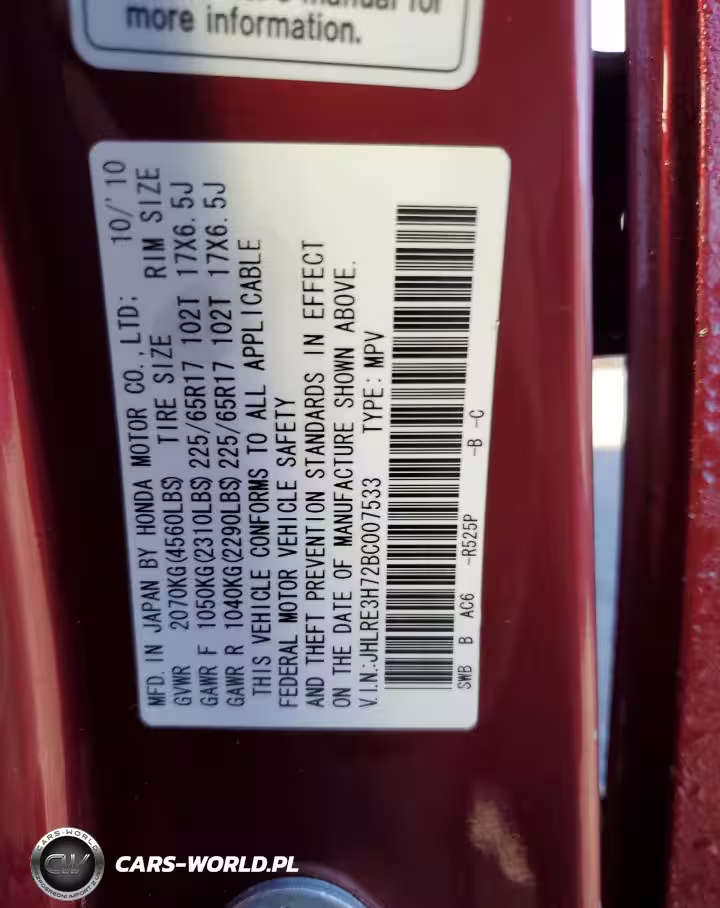 more information.
MFD. IN JAPAN BY HONDA MOTOR CO., LTD: 10/'10
GVWR 2070KG(4560LBS) TIRE SIZE RIM SIZE
GAWR F 1050KG(2310LBS) 225/65R17 102T 17X6.5J
GAWR R 1040KG(2290LBS) 225/65R17 102T 17X6.5J
THIS VEHICLE CONFORMS TO ALL APPLICABLE
FEDERAL MOTOR VEHICLE SAFETY
AND THEFT PREVENTION STANDARDS IN EFFECT
ON THE DATE OF MANUFACTURE SHOWN ABOVE.
V.I.N.:JHLRE3H72BC007533 TYPE: MPV
SWB B AC6 -R525P -B -C
CARS-WORLD
CW
CARS-WORLD.PL